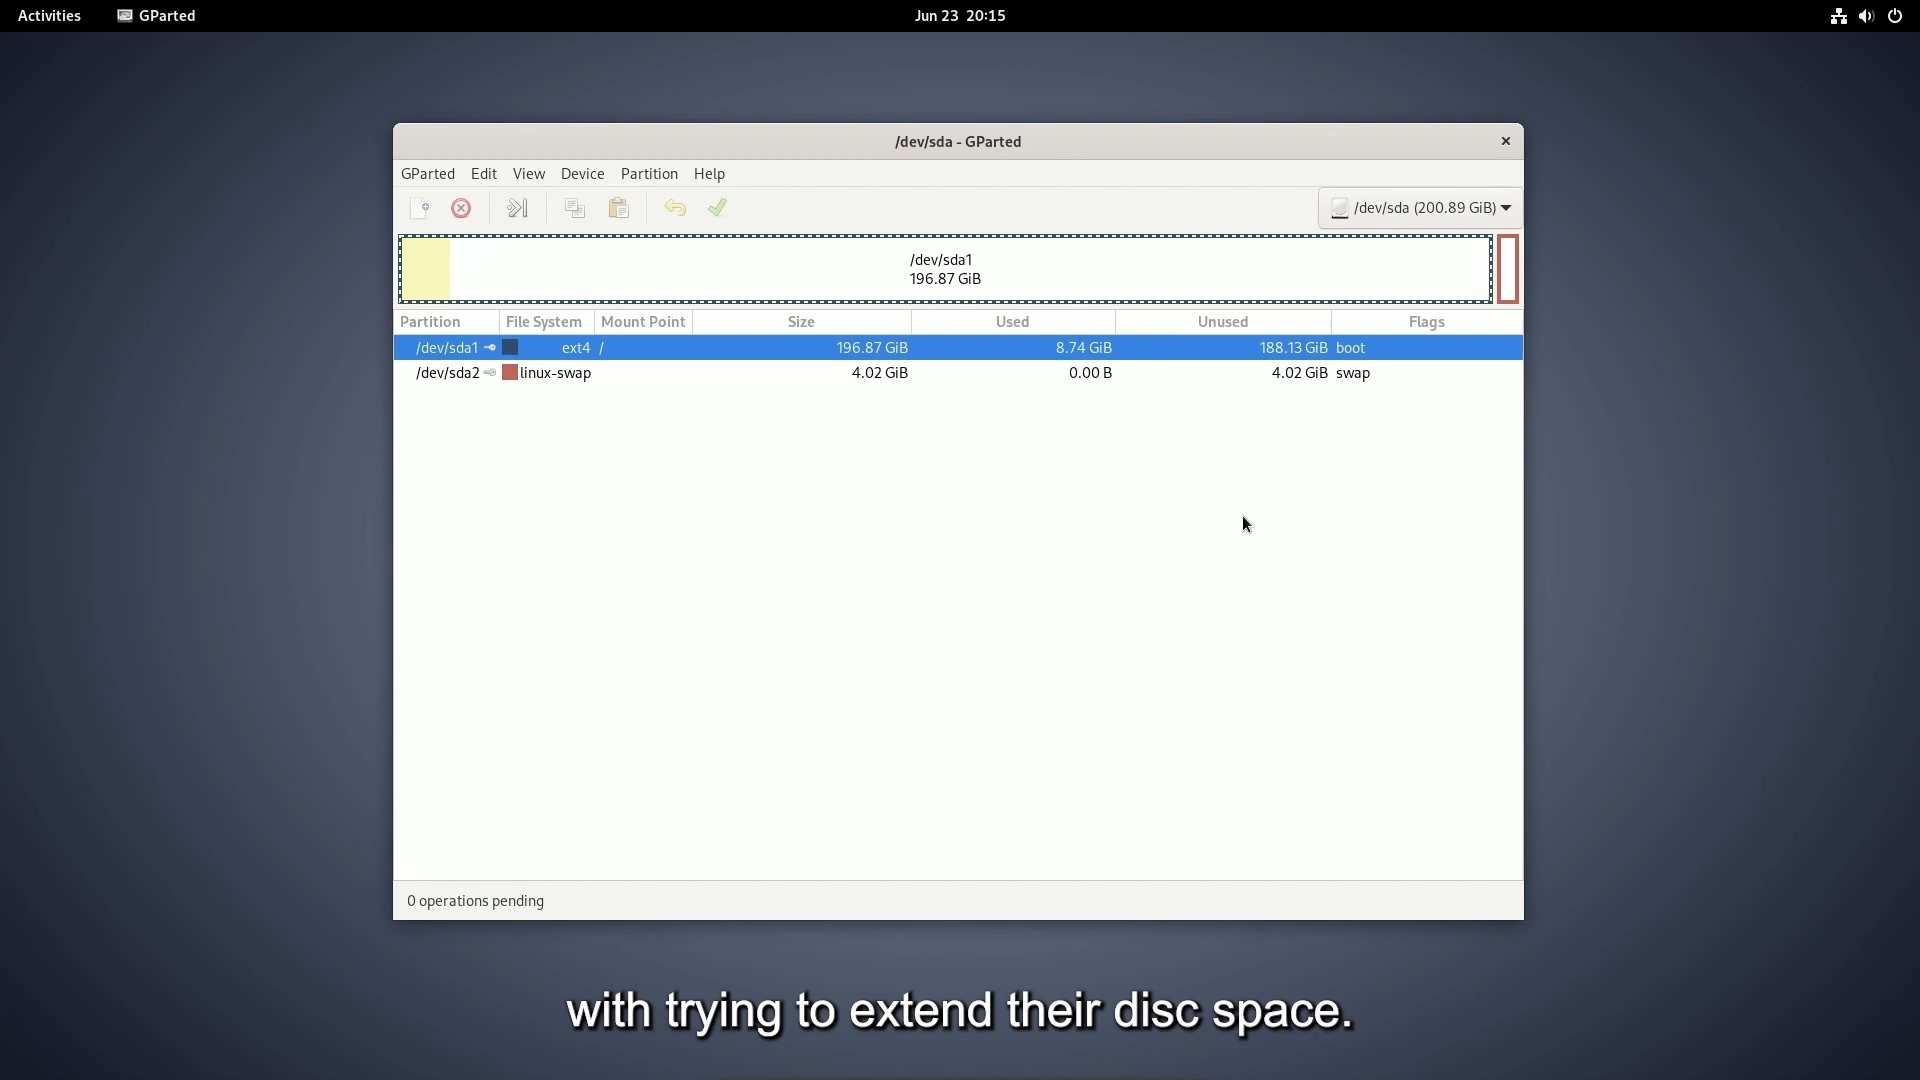 Activities GParted Jun 23 20:15
/dev/sda - GParted
GParted Edit View Device Partition Help
/dev/sda (200.89 GiB)
/dev/sda1
196.87 GiB
Partition File System Mount Point Size Used Unused Flags
/dev/sda1 ext4 / 196.87 GiB 8.74 GiB 188.13 GiB boot
/dev/sda2 linux-swap 4.02 GiB 0.00 B 4.02 GiB swap
0 operations pending
with trying to extend their disc space.